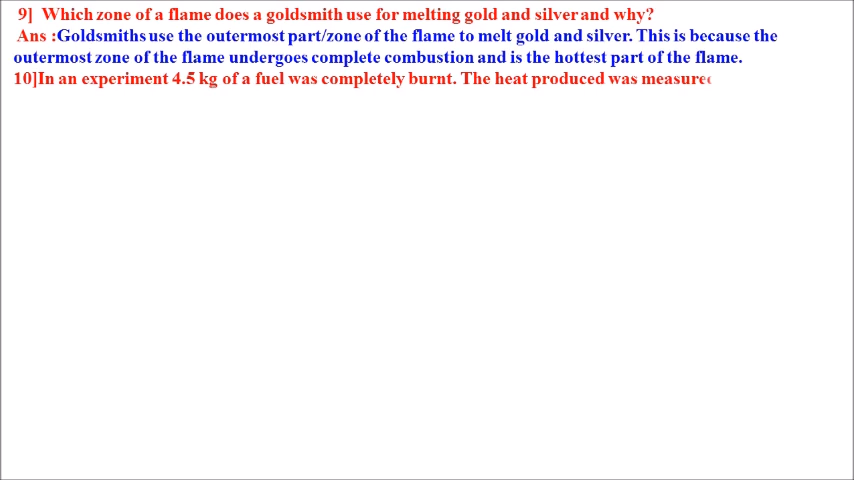 9] Which zone of a flame does a goldsmith use for melting gold and silver and why?
Ans :Goldsmiths use the outermost part/zone of the flame to melt gold and silver. This is because the
outermost zone of the flame undergoes complete combustion and is the hottest part of the flame.
10]In an experiment 4.5 kg of a fuel was completely burnt. The heat produced was measured